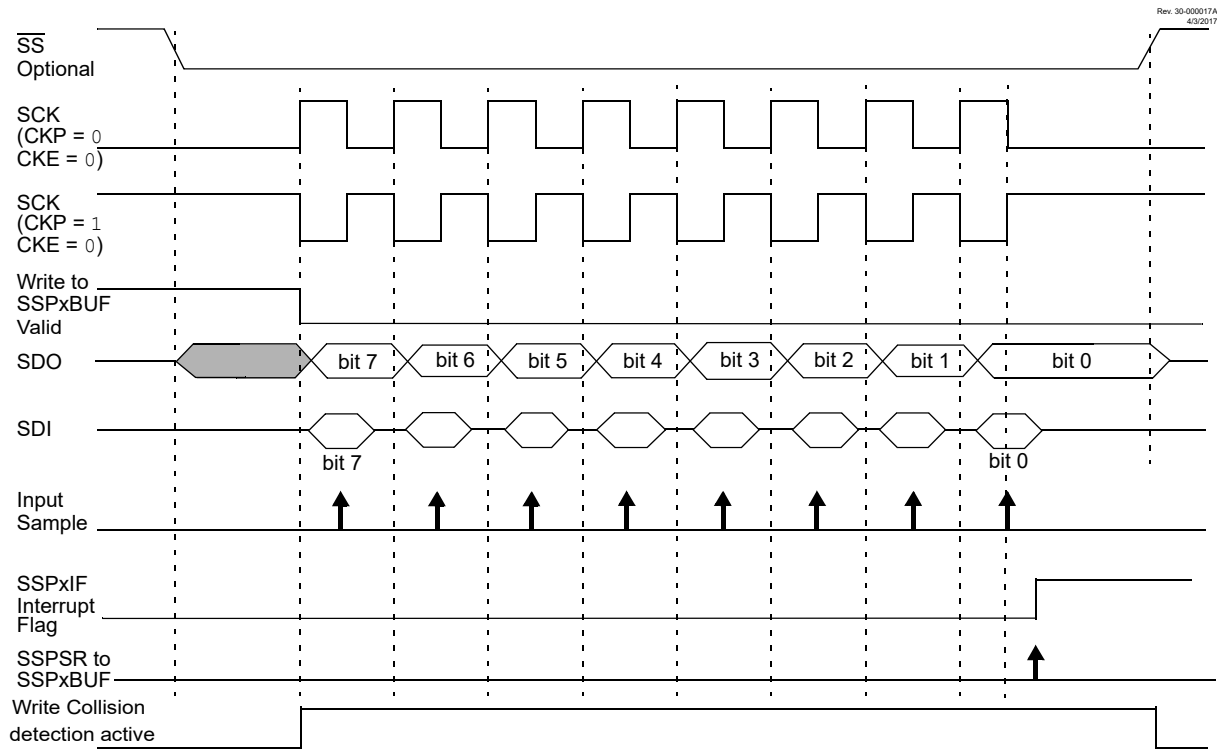 Rev. 30-000017A
4/3/2017
SS
Optional
SCK
(CKP = 0
CKE = 0)
SCK
(CKP = 1
CKE = 0)
Write to
SSPxBUF
Valid
SDO
bit 7 bit 6 bit 5 bit 4 bit 3 bit 2 bit 1 bit 0
SDI
bit 7 bit 0
Input
Sample
SSPxIF
Interrupt
Flag
SSPSR to
SSPxBUF
Write Collision
detection active